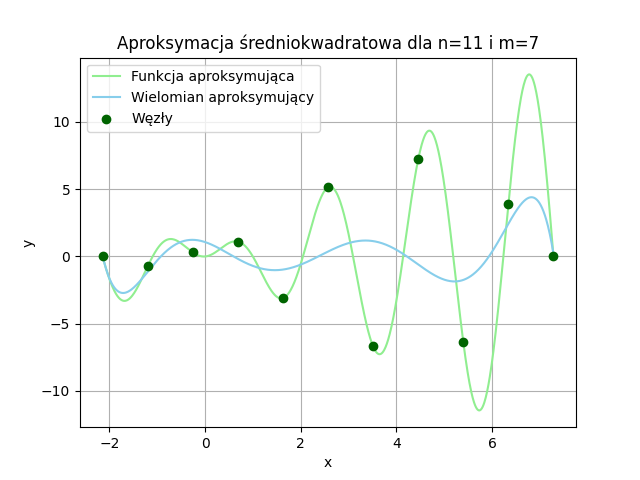 Aproksymacja średniokwadratowa dla n=11 i m=7
Funkcja aproksymująca
Wielomian aproksymujący
Węzły
y
10
5
0
−5
−10
−2
0
2
4
6
x